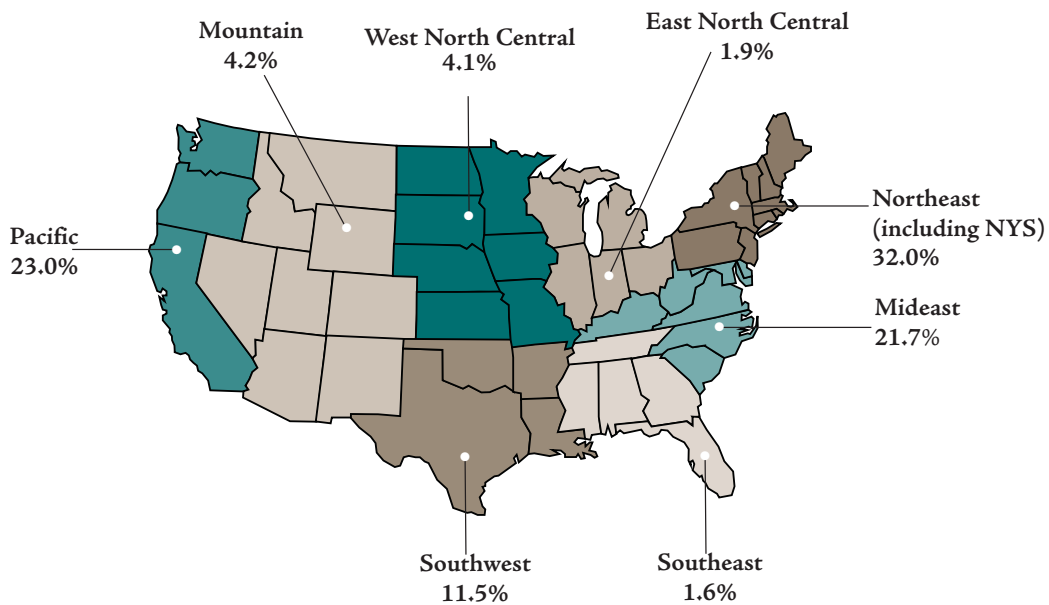 Mountain
4.2%
West North Central
4.1%
East North Central
1.9%
Pacific
23.0%
Northeast
(including NYS)
32.0%
Mideast
21.7%
Southwest
11.5%
Southeast
1.6%